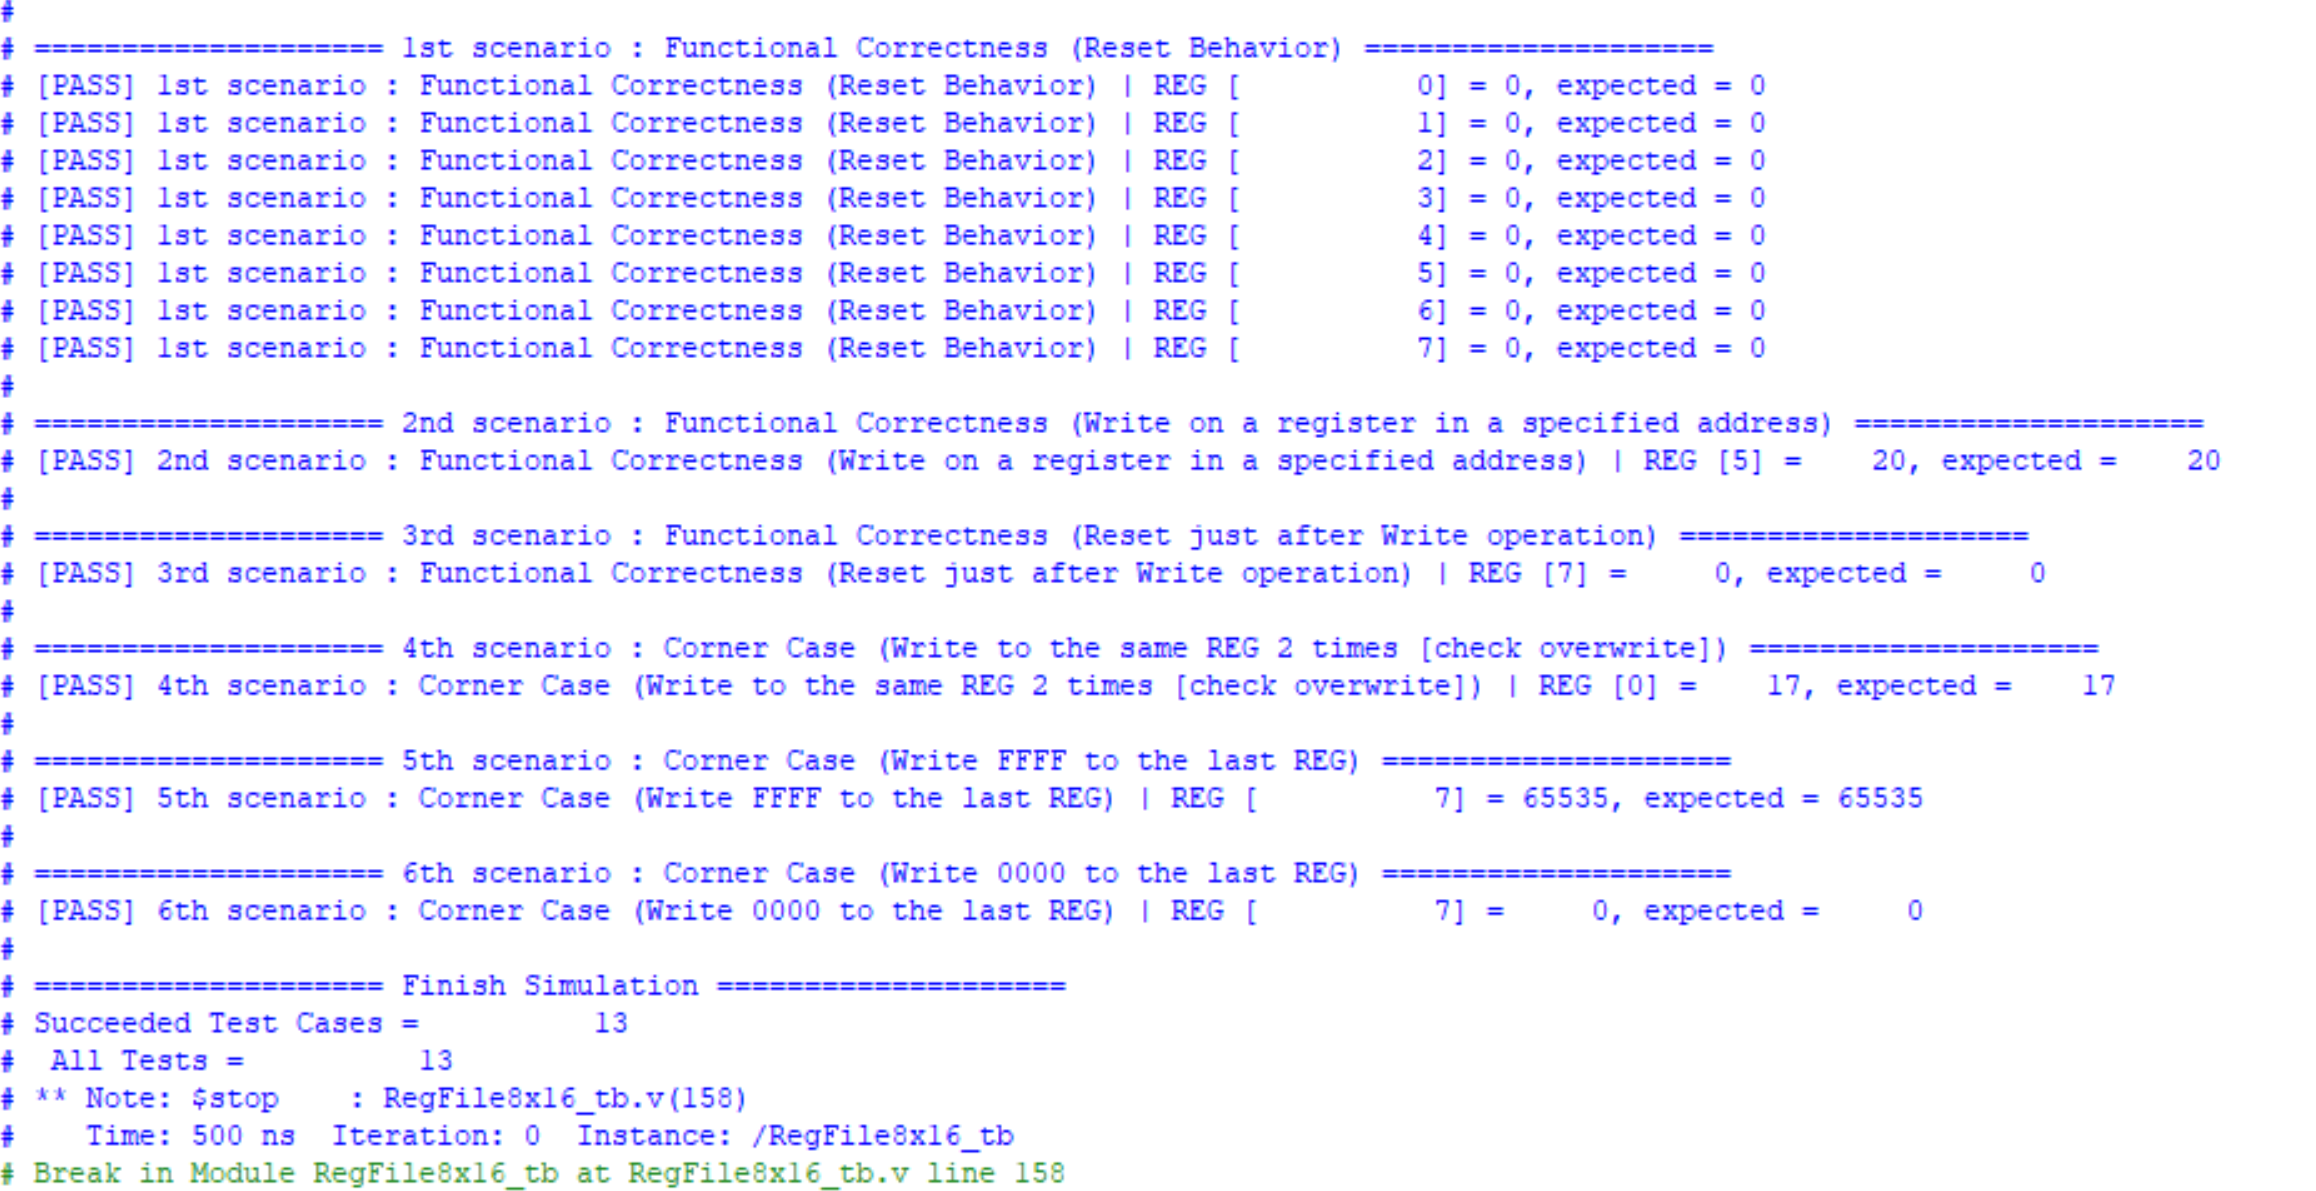 #
# ==================== 1st scenario : Functional Correctness (Reset Behavior) ====================
# [PASS] 1st scenario : Functional Correctness (Reset Behavior) | REG [          0] = 0, expected = 0
# [PASS] 1st scenario : Functional Correctness (Reset Behavior) | REG [          1] = 0, expected = 0
# [PASS] 1st scenario : Functional Correctness (Reset Behavior) | REG [          2] = 0, expected = 0
# [PASS] 1st scenario : Functional Correctness (Reset Behavior) | REG [          3] = 0, expected = 0
# [PASS] 1st scenario : Functional Correctness (Reset Behavior) | REG [          4] = 0, expected = 0
# [PASS] 1st scenario : Functional Correctness (Reset Behavior) | REG [          5] = 0, expected = 0
# [PASS] 1st scenario : Functional Correctness (Reset Behavior) | REG [          6] = 0, expected = 0
# [PASS] 1st scenario : Functional Correctness (Reset Behavior) | REG [          7] = 0, expected = 0
#
# ==================== 2nd scenario : Functional Correctness (Write on a register in a specified address) ====================
# [PASS] 2nd scenario : Functional Correctness (Write on a register in a specified address) | REG [5] =    20, expected =    20
#
# ==================== 3rd scenario : Functional Correctness (Reset just after Write operation) ====================
# [PASS] 3rd scenario : Functional Correctness (Reset just after Write operation) | REG [7] =     0, expected =     0
#
# ==================== 4th scenario : Corner Case (Write to the same REG 2 times [check overwrite]) ====================
# [PASS] 4th scenario : Corner Case (Write to the same REG 2 times [check overwrite]) | REG [0] =    17, expected =    17
#
# ==================== 5th scenario : Corner Case (Write FFFF to the last REG) ====================
# [PASS] 5th scenario : Corner Case (Write FFFF to the last REG) | REG [          7] = 65535, expected = 65535
#
# ==================== 6th scenario : Corner Case (Write 0000 to the last REG) ====================
# [PASS] 6th scenario : Corner Case (Write 0000 to the last REG) | REG [          7] =     0, expected =     0
#
# ==================== Finish Simulation ====================
# Succeeded Test Cases =          13
#  All Tests =          13
# ** Note: $stop    : RegFile8x16_tb.v(158)
#    Time: 500 ns  Iteration: 0  Instance: /RegFile8x16_tb
# Break in Module RegFile8x16_tb at RegFile8x16_tb.v line 158